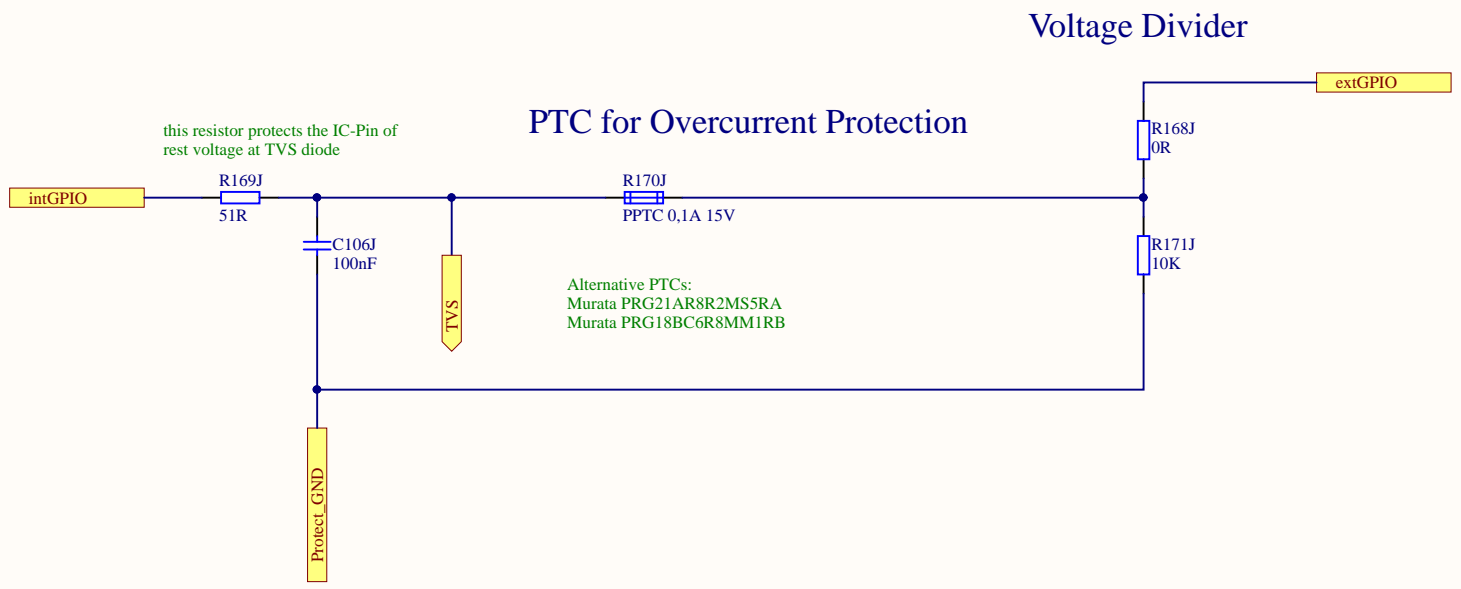 Voltage Divider
extGPIO
PTC for Overcurrent Protection
this resistor protects the IC-Pin of
rest voltage at TVS diode
R168J
0R
R169J
51R
intGPIO
R170J
PPTC 0,1A 15V
C106J
100nF
R171J
10K
TVS
Alternative PTCs:
Murata PRG21AR8R2MS5RA
Murata PRG18BC6R8MM1RB
Protect_GND